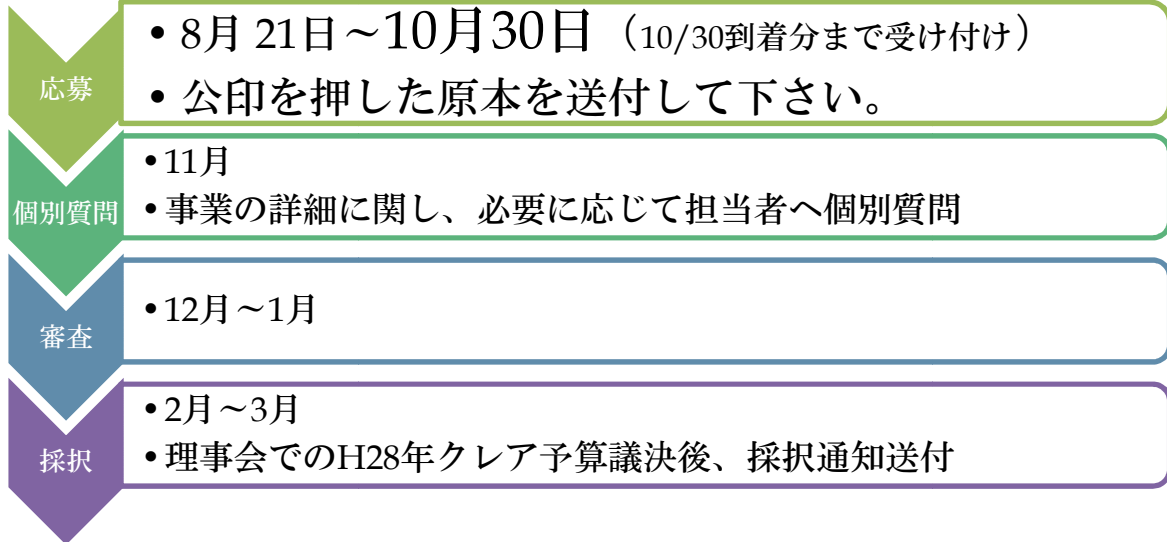 応募
• 8月 21日～10月30日（10/30到着分まで受け付け）
• 公印を押した原本を送付して下さい。
個別質問
•11月
•事業の詳細に関し、必要に応じて担当者へ個別質問
審査
•12月～1月
採択
•2月～3月
•理事会でのH28年クレア予算議決後、採択通知送付